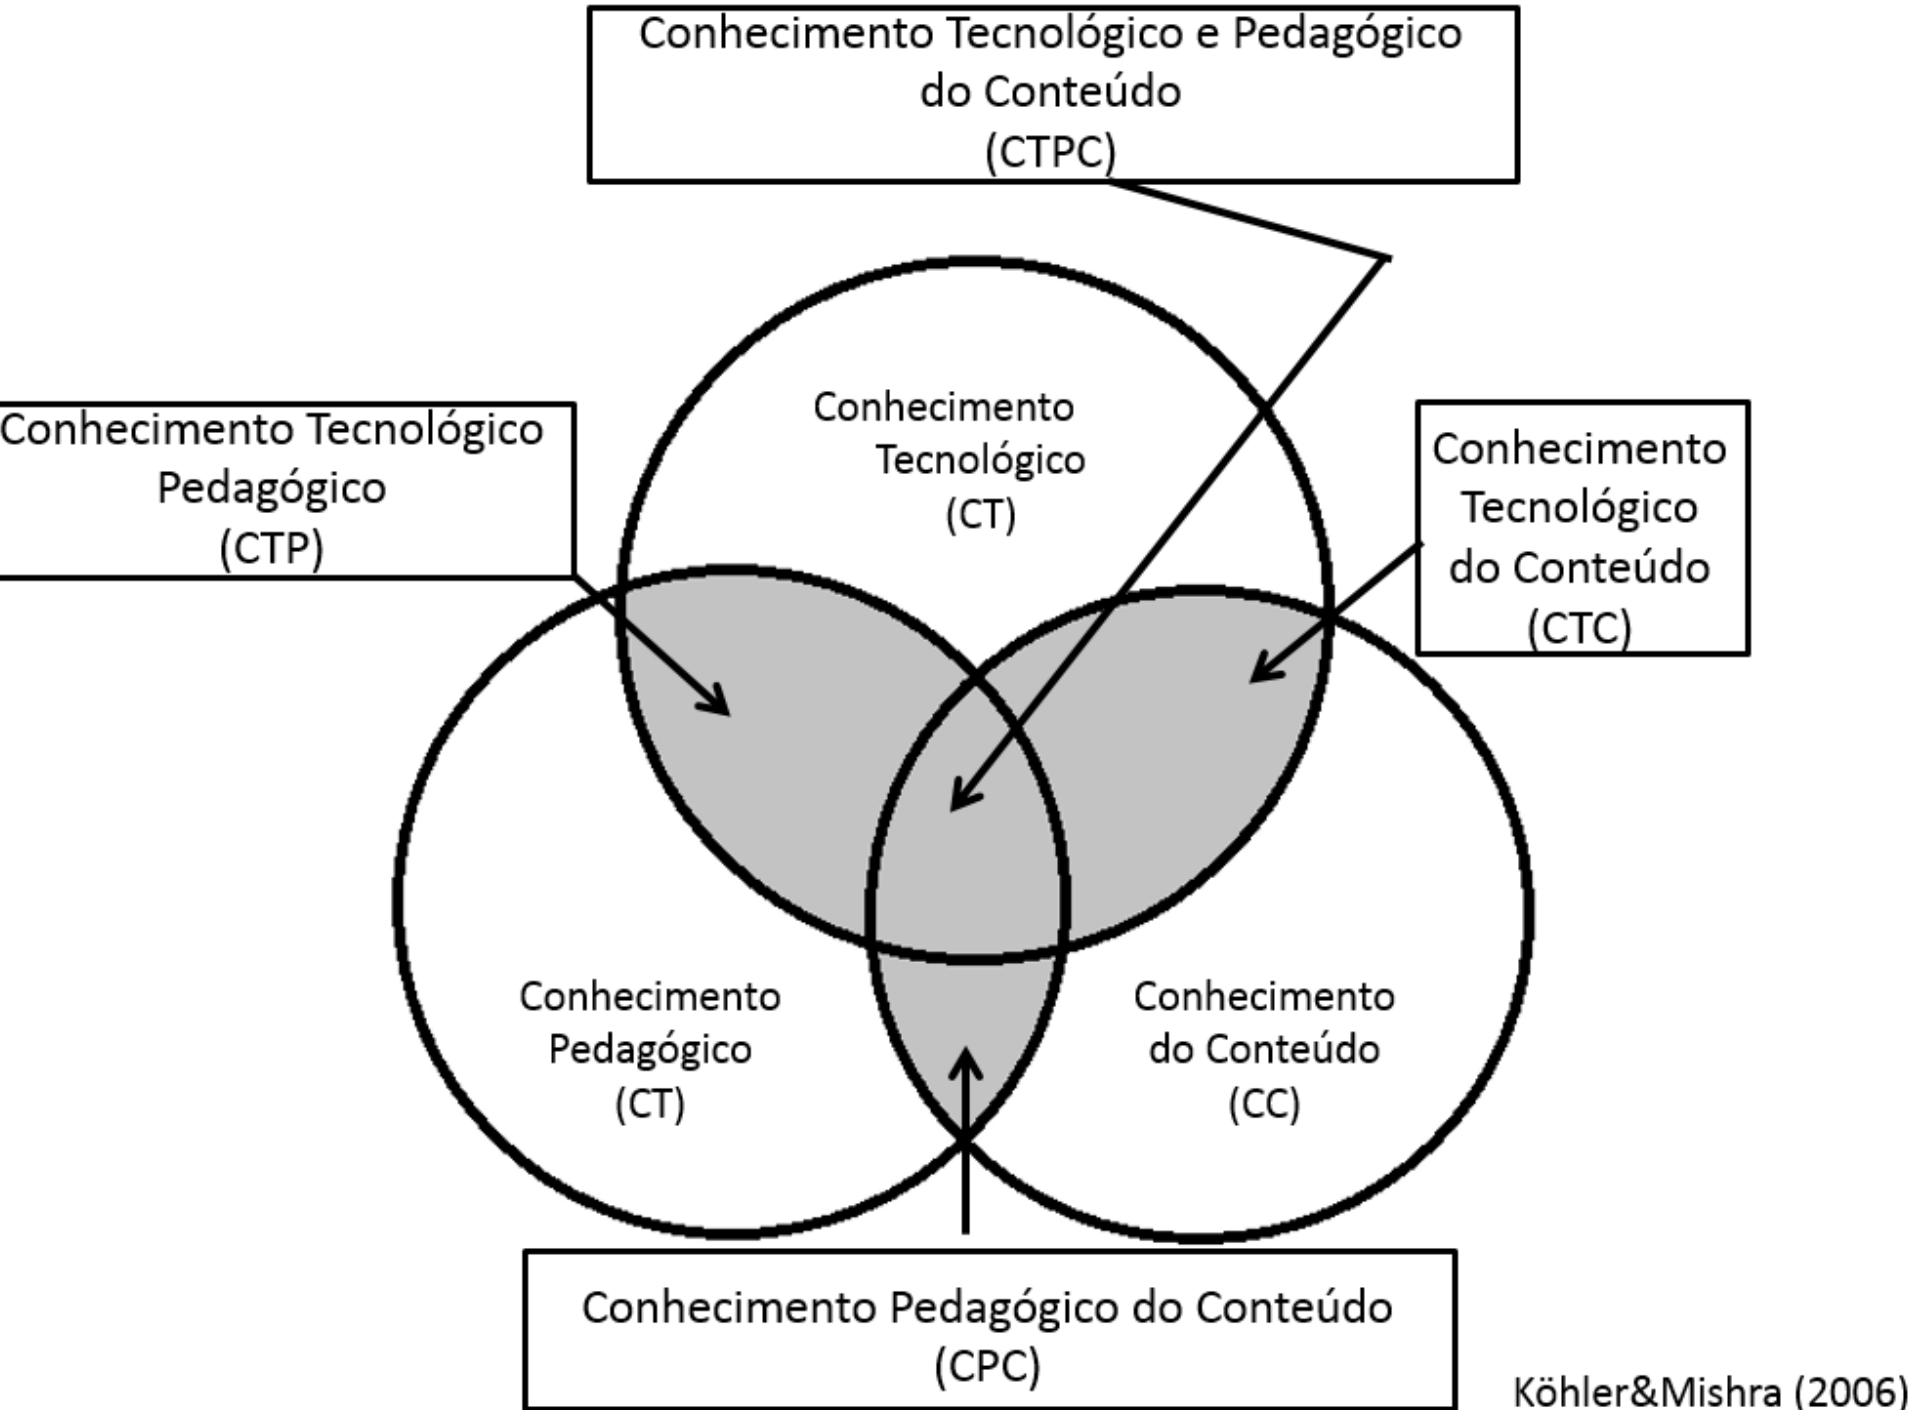 Conhecimento Tecnológico e Pedagógico
do Conteúdo
(CTPC)
Conhecimento Tecnológico
Pedagógico
(CTP)
Conhecimento
Tecnológico
(CT)
Conhecimento
Tecnológico
do Conteúdo
(CTC)
Conhecimento
Pedagógico
(CT)
Conhecimento
do Conteúdo
(CC)
Conhecimento Pedagógico do Conteúdo
(CPC)
Köhler&Mishra (2006)